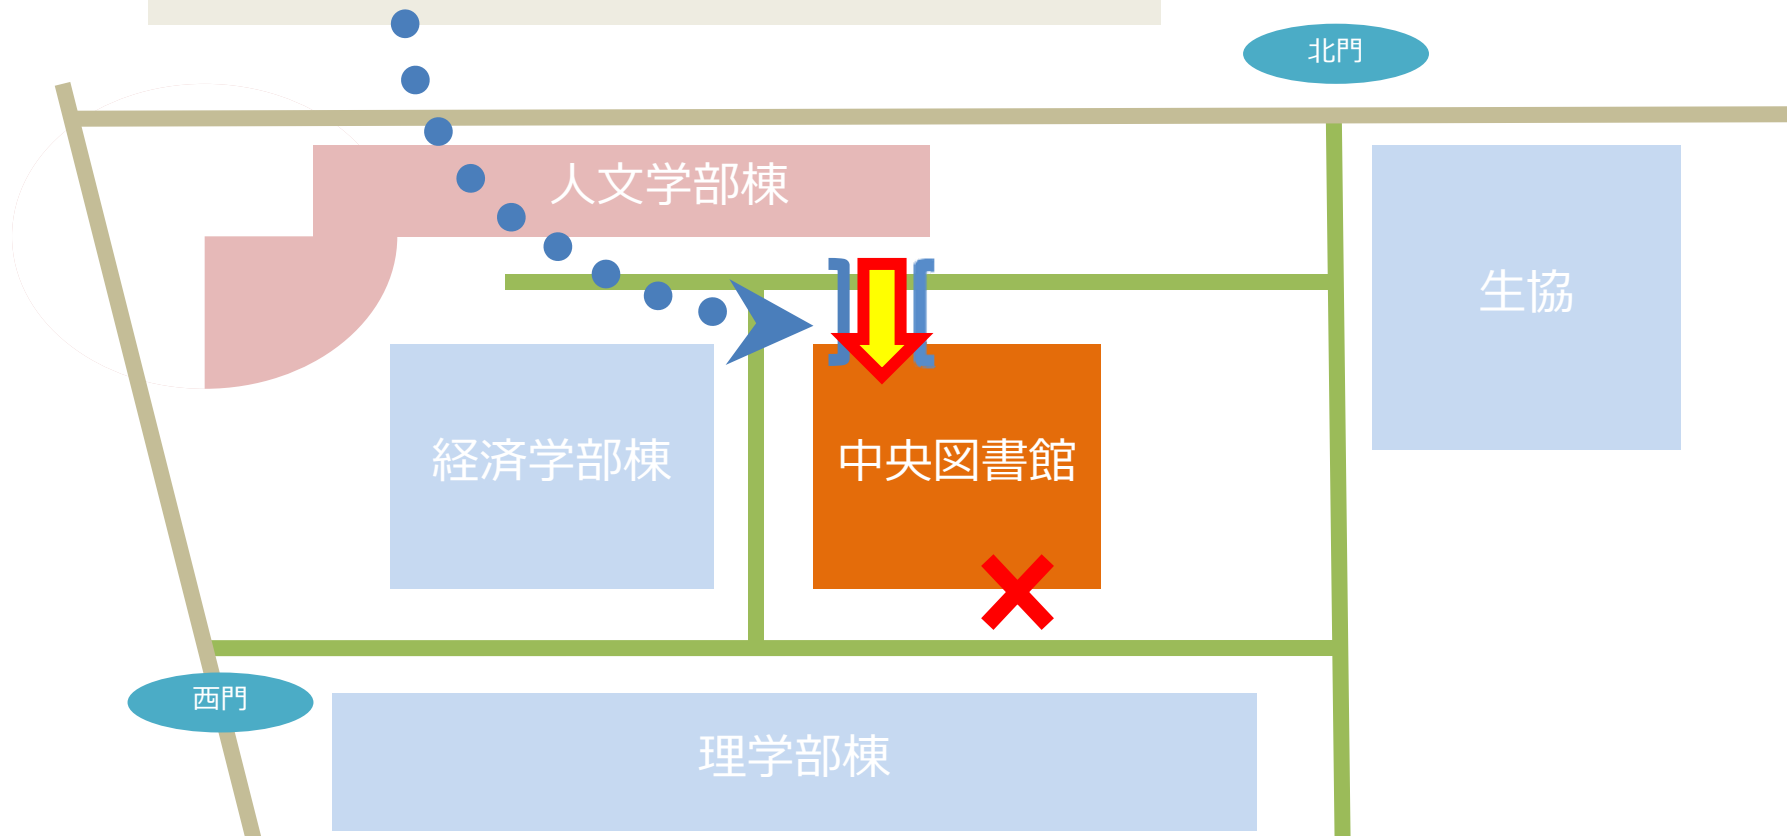 北門
人文学部棟
生協
経済学部棟
中央図書館
西門
理学部棟